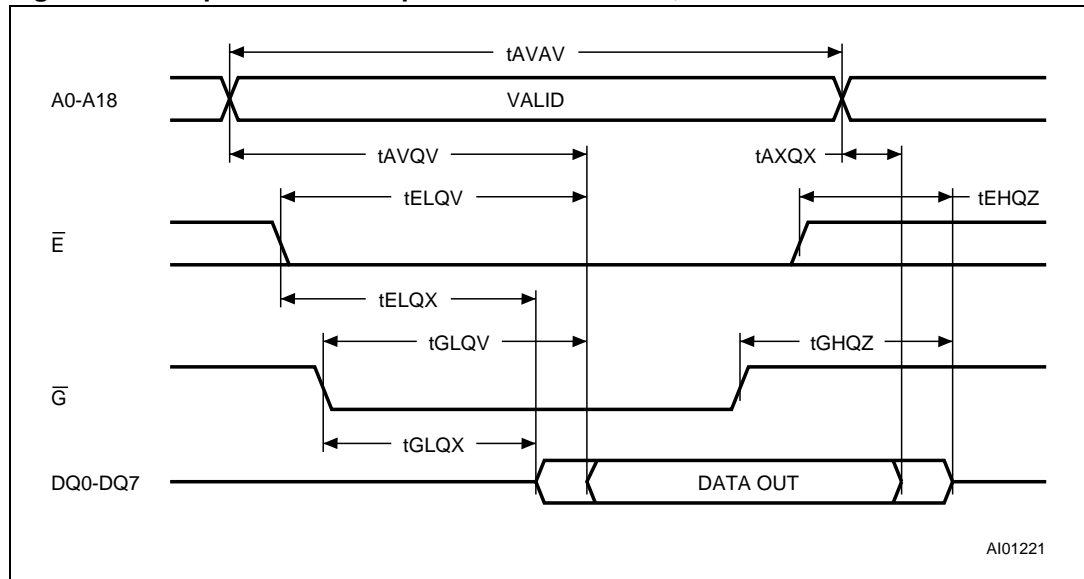 tAVAV
A0-A18
VALID
tAVQV
tAXQX
tELQV
tEHQZ
E̅
tELQX
tGLQV
tGHQZ
G̅
tGLQX
DQ0-DQ7
DATA OUT
AI01221